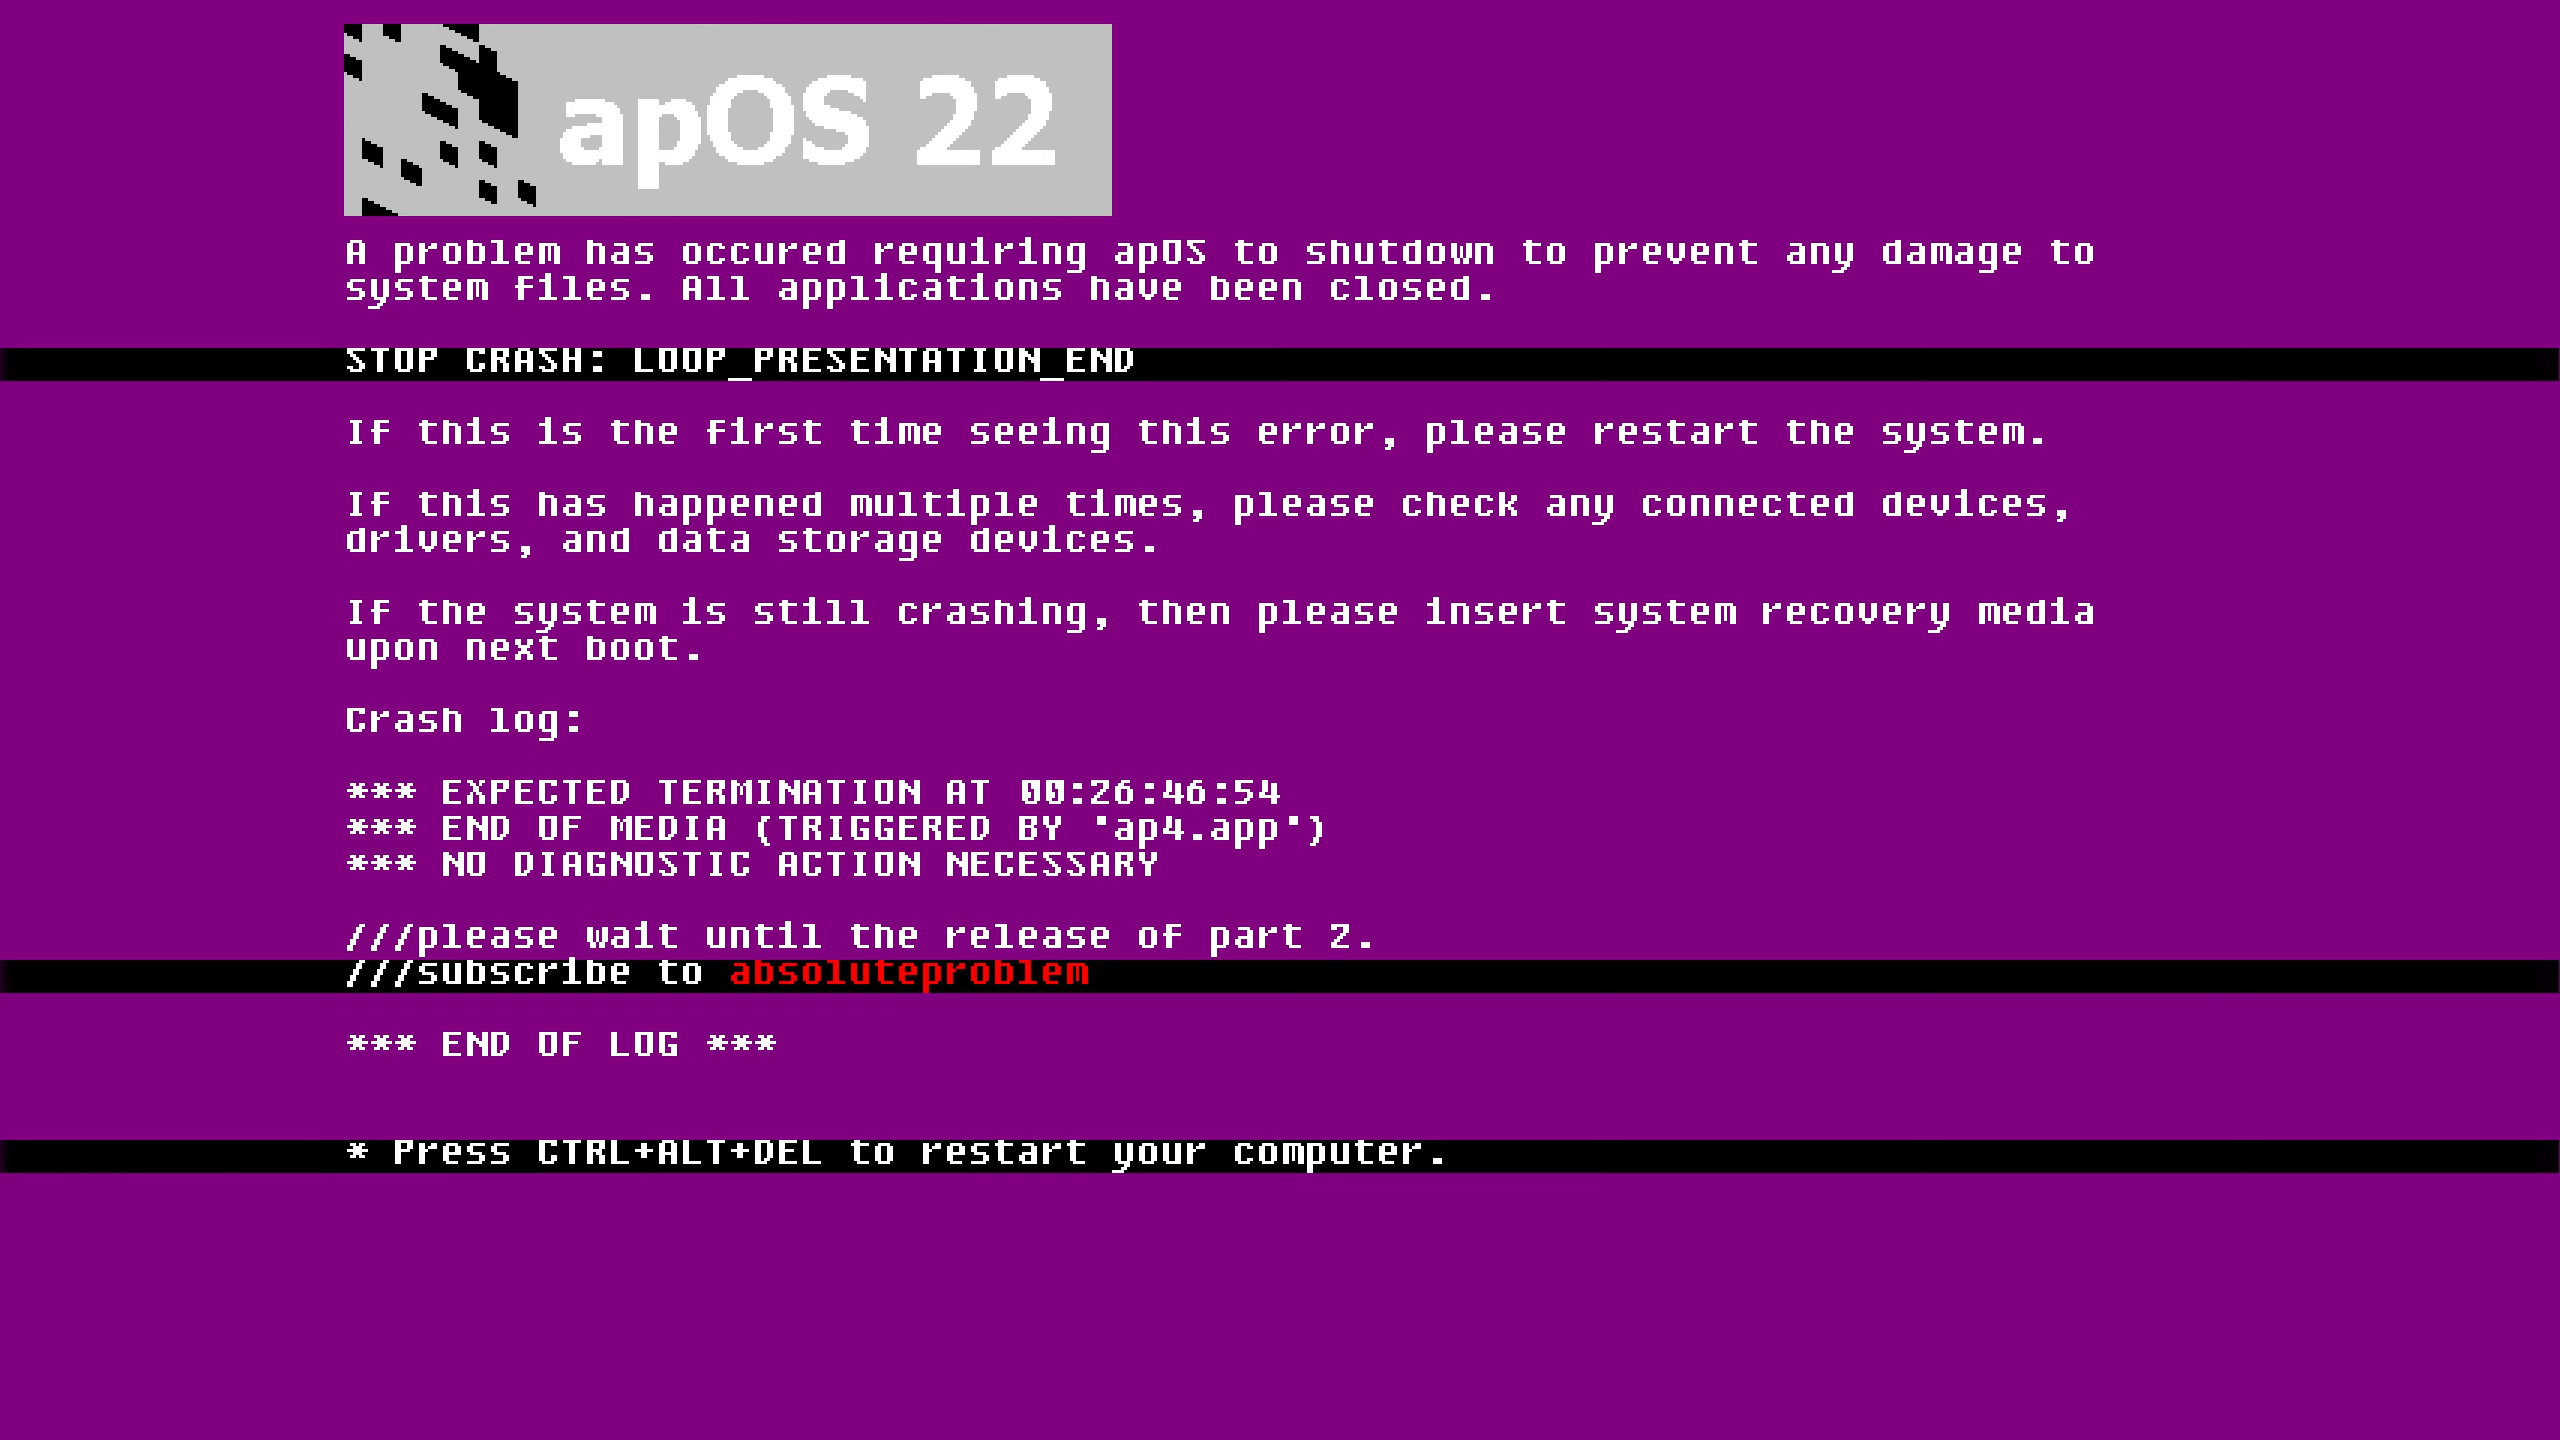 apOS 22
A problem has occured requiring apOS to shutdown to prevent any damage to
system files. All applications have been closed.
STOP CRASH: LOOP_PRESENTATION_END
If this is the first time seeing this error, please restart the system.
If this has happened multiple times, please check any connected devices,
drivers, and data storage devices.
If the system is still crashing, then please insert system recovery media
upon next boot.
Crash log:
*** EXPECTED TERMINATION AT 00:26:46:54
*** END OF MEDIA (TRIGGERED BY 'ap4.app')
*** NO DIAGNOSTIC ACTION NECESSARY
///please wait until the release of part 2.
///subscribe to absoluteproblem
*** END OF LOG ***
* Press CTRL+ALT+DEL to restart your computer.